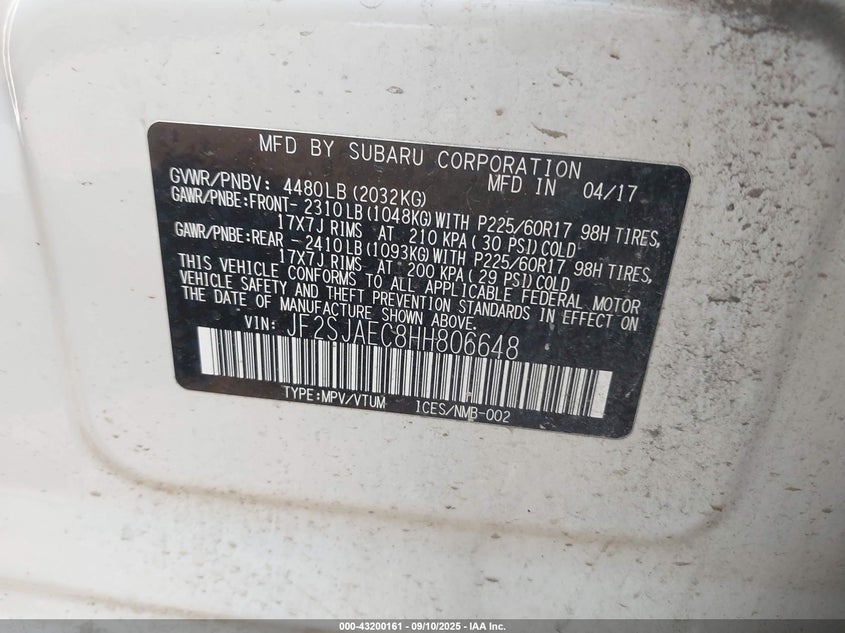 MFD BY SUBARU CORPORATION
GVWR/PNBV: 4480LB(2032KG) MFD IN 04/17
GAWR/PNBE:FRONT- 2310LB(1048KG)WITH P225/60R17 98H TIRES,
17X7J RIMS AT 210 KPA( 30 PSI)COLD
GAWR/PNBE:REAR - 2410LB(1093KG)WITH P225/60R17 98H TIRES,
17X7J RIMS AT 200 KPA( 29 PSI)COLD
THIS VEHICLE CONFORMS TO ALL APPLICABLE FEDERAL MOTOR
VEHICLE SAFETY AND THEFT PREVENTION STANDARDS IN EFFECT ON
THE DATE OF MANUFACTURE SHOWN ABOVE.
VIN: JF2SJAEC8HH806648
TYPE:MPV/VTUM ICES/NMB-002
000-43200161 - 09/10/2025 - IAA Inc.